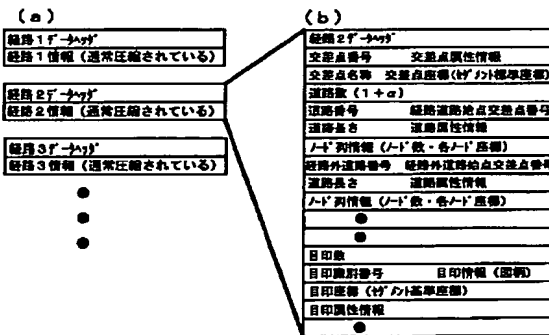 (a)
経路1データヘッダ
経路1情報(通常圧縮されている)
経路2データヘッダ
経路2情報(通常圧縮されている)
経路3データヘッダ
経路3情報(通常圧縮されている)
(b)
経路2データヘッダ
交差点番号 交差点属性情報
交差点名称 交差点座標(セグメント標準座標)
道路数(1+α)
道路番号 経路道路始点交差点番号
道路長さ 道路属性情報
ノード列情報(ノード数・各ノード座標)
経路外道路番号 経路外道路始点交差点番号
道路長さ 道路属性情報
ノード列情報(ノード数・各ノード座標)
目印数
目印識別番号 目印情報(図柄)
目印座標(セグメント基準座標)
目印属性情報